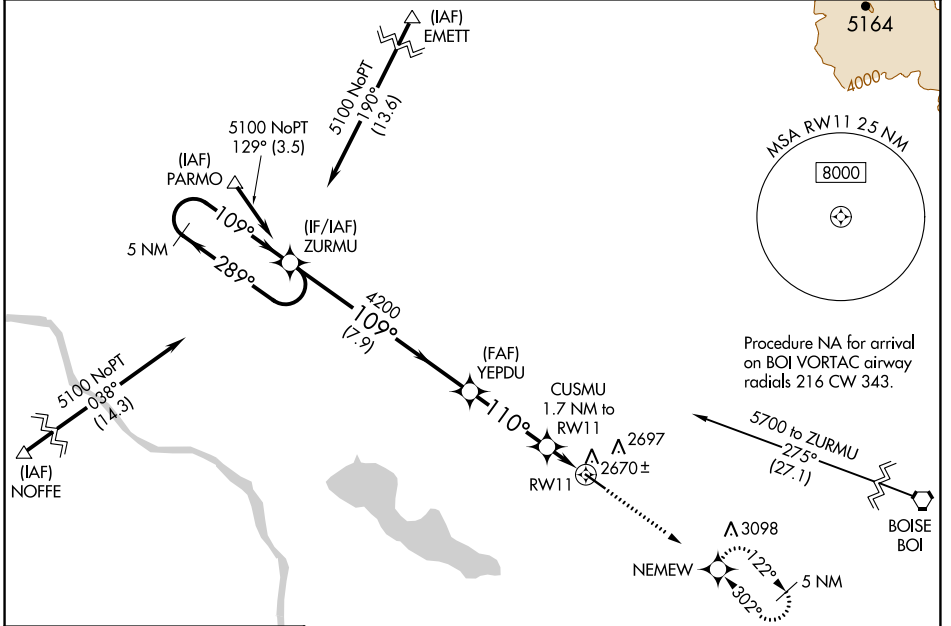 (IAF)
EMETT
5164
4000
5100 NoPT
190°
(13.6)
MSA RW11 25 NM
8000
5100 NoPT
129° (3.5)
(IAF)
PARMO
109°
(IF/IAF)
ZURMU
5 NM
289°
4200
109°
(7.9)
Procedure NA for arrival
on BOI VORTAC airway
radials 216 CW 343.
(FAF)
YEPDU
5100 NoPT
038°
(14.3)
(IAF)
NOFFE
110°
CUSMU
1.7 NM to
RW11
2697
2670±
RW11
5700 to ZURMU
275°
(27.1)
BOISE
BOI
3098
NEMEW
122°
5 NM
302°